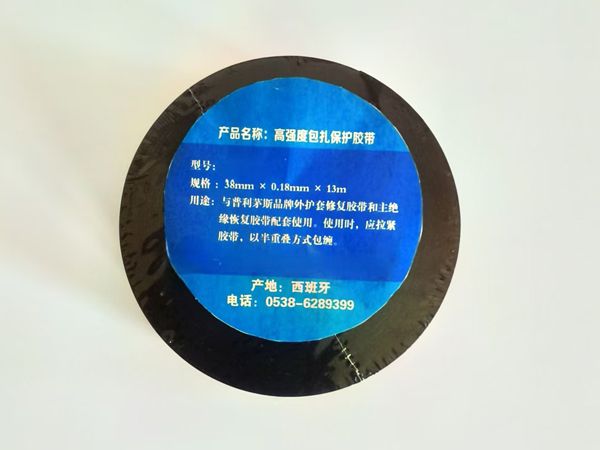 产品名称：高强度包扎保护胶带
型号：
规格：38mm × 0.18mm × 13m
用途：与普利茅斯品牌外护套修复胶带和主绝
缘恢复胶带配套使用。使用时，应拉紧
胶带，以半重叠方式包缠。
产地：西班牙
电话：0538-6289399